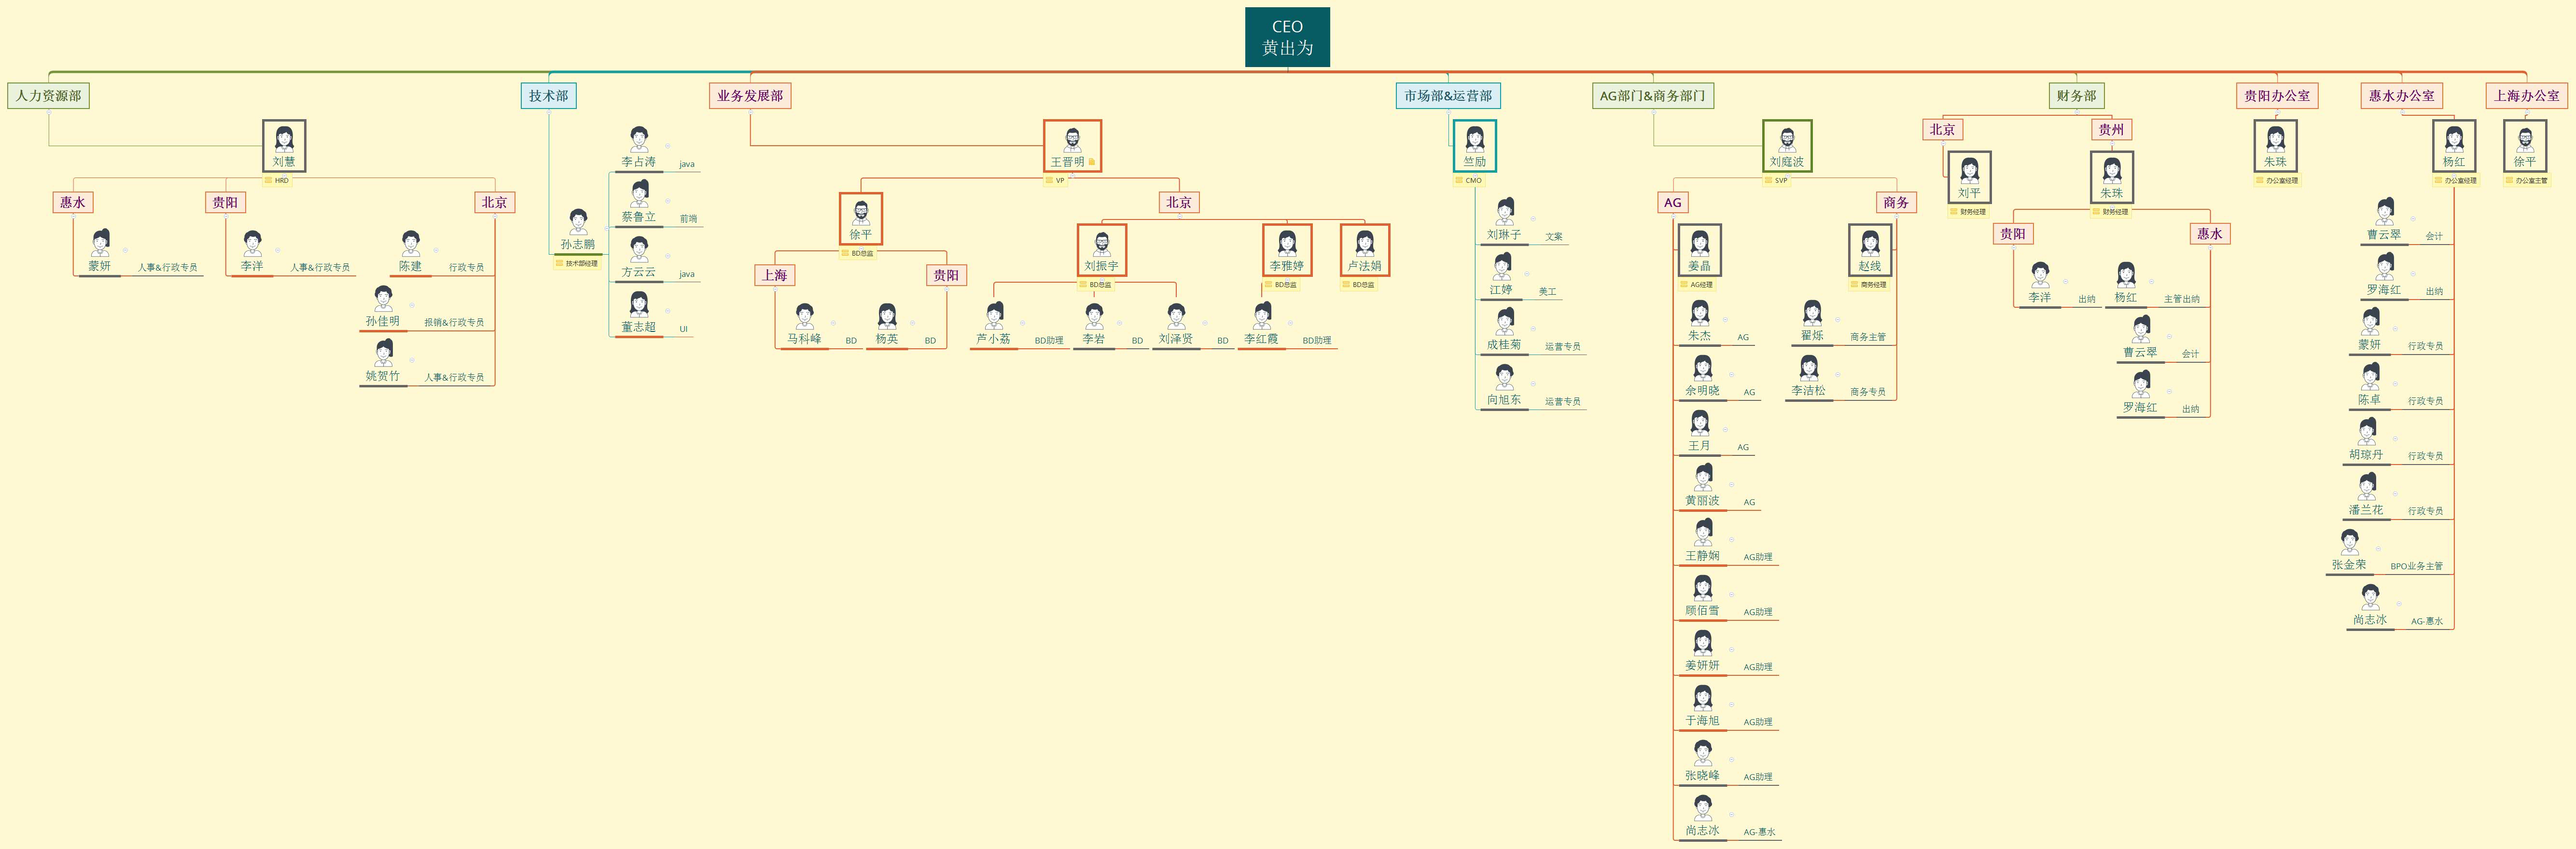 CEO
黄出为
人力资源部
刘慧
HRD
惠水
蒙妍 人事&行政专员
贵阳
李洋 人事&行政专员
北京
陈建 行政专员
孙佳明 报销&行政专员
姚贺竹 人事&行政专员
技术部
孙志鹏
技术部经理
李占涛 java
蔡鲁立 前端
方云云 java
董志超 UI
业务发展部
王晋明
VP
徐平
BD总监
上海
马科峰 BD
贵阳
杨英 BD
北京
刘振宇
BD总监
芦小荔 BD助理
李岩 BD
刘泽贤 BD
李雅婷
BD总监
李红霞 BD助理
卢法娟
BD总监
市场部&运营部
竺励
CMO
刘琳子 文案
江婷 美工
成桂菊 运营专员
向旭东 运营专员
AG部门&商务部门
刘庭波
SVP
AG
姜晶
AG经理
朱杰 AG
佘明晓 AG
王月 AG
黄丽波 AG
王静娴 AG助理
顾佰雪 AG助理
姜妍妍 AG助理
于海旭 AG助理
张晓峰 AG助理
尚志冰 AG-惠水
商务
赵线
商务经理
翟烁 商务主管
李洁松 商务专员
财务部
北京
刘平
财务经理
贵州
朱珠
财务经理
贵阳
李洋 出纳
惠水
杨红 主管出纳
曹云翠 会计
罗海红 出纳
贵阳办公室
朱珠
办公室经理
惠水办公室
杨红
办公室经理
曹云翠 会计
罗海红 出纳
蒙妍 行政专员
陈卓 行政专员
胡琼丹 行政专员
潘兰花 行政专员
张金荣 BPO业务主管
尚志冰 AG-惠水
上海办公室
徐平
办公室主管